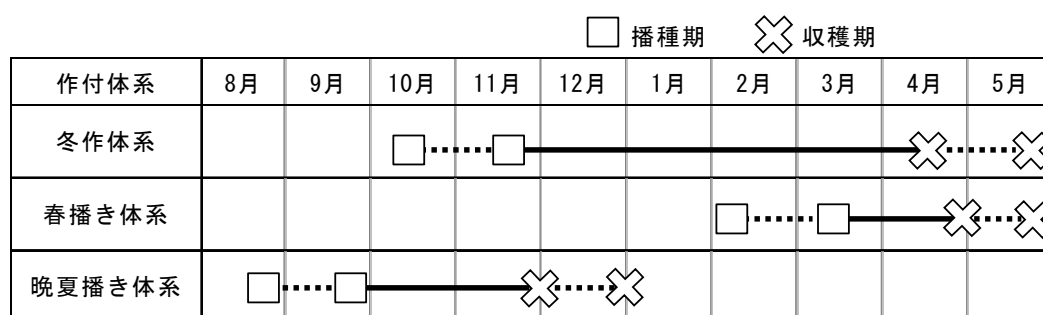 播種期 収穫期
作付体系 8月 9月 10月 11月 12月 1月 2月 3月 4月 5月
冬作体系
春播き体系
晩夏播き体系